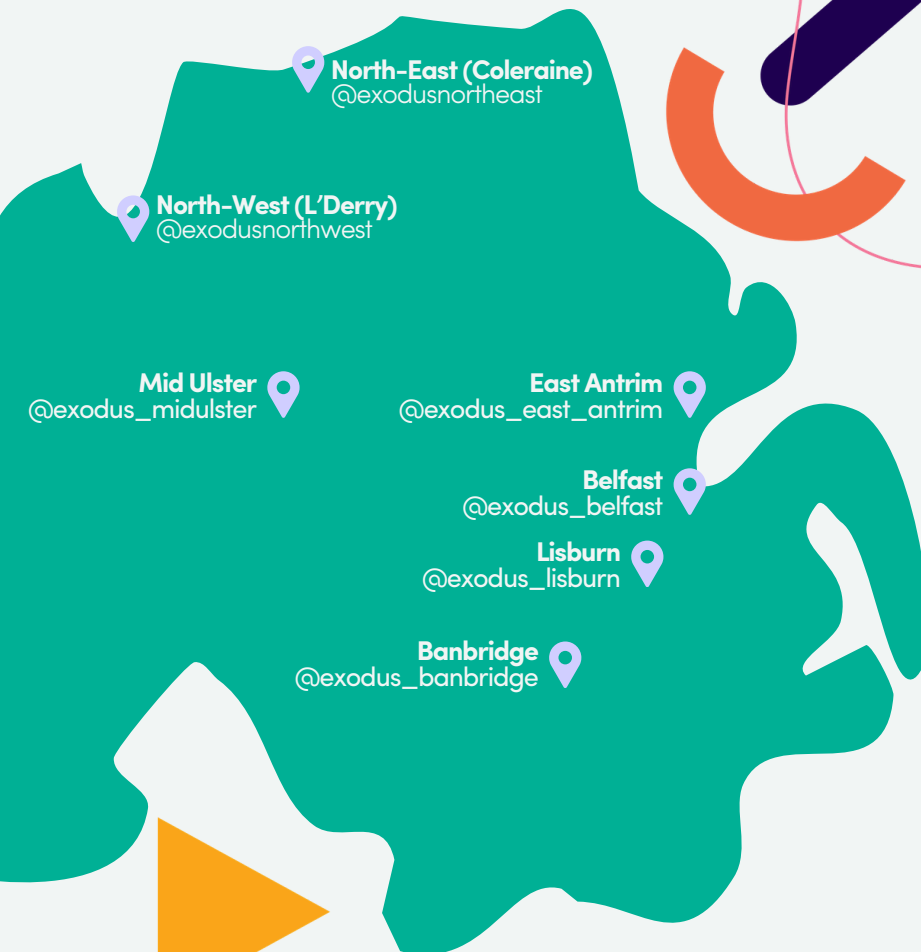 North-East (Coleraine)
@exodusnortheast
North-West (L’Derry)
@exodusnorthwest
Mid Ulster
@exodus_midulster
East Antrim
@exodus_east_antrim
Belfast
@exodus_belfast
Lisburn
@exodus_lisburn
Banbridge
@exodus_banbridge